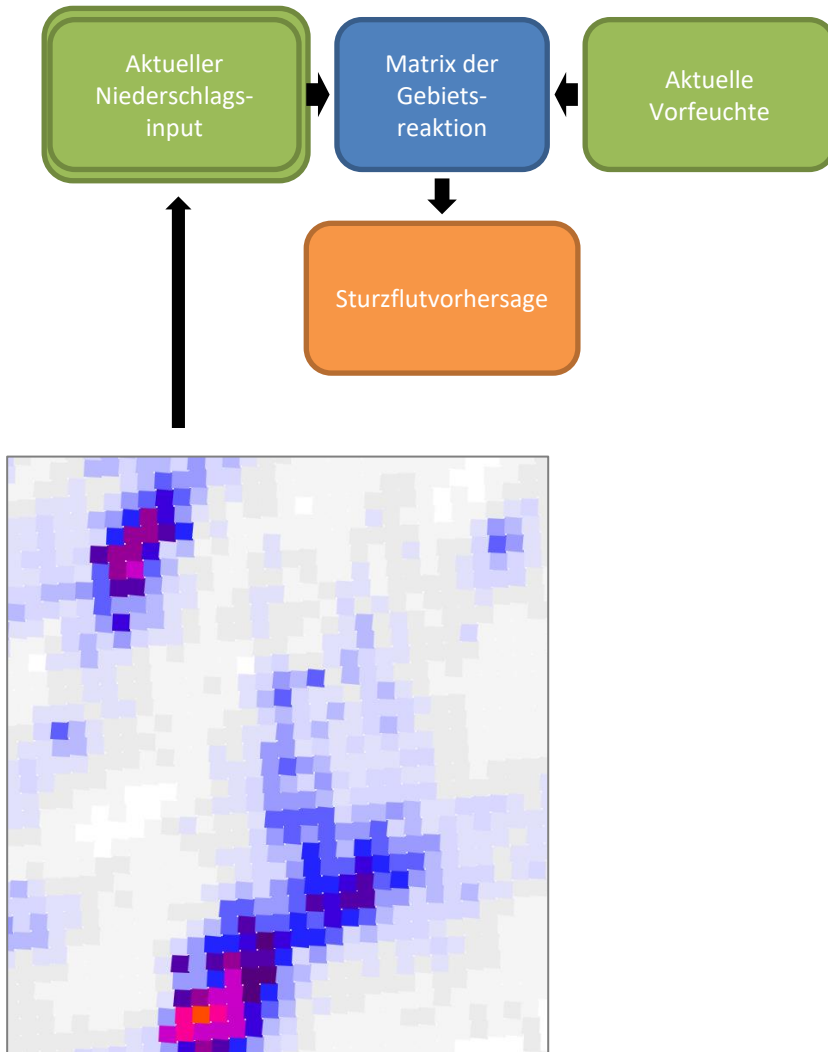 Aktueller
Niederschlags-
input
Matrix der
Gebiets-
reaktion
Aktuelle
Vorfeuchte
Sturzflutvorhersage